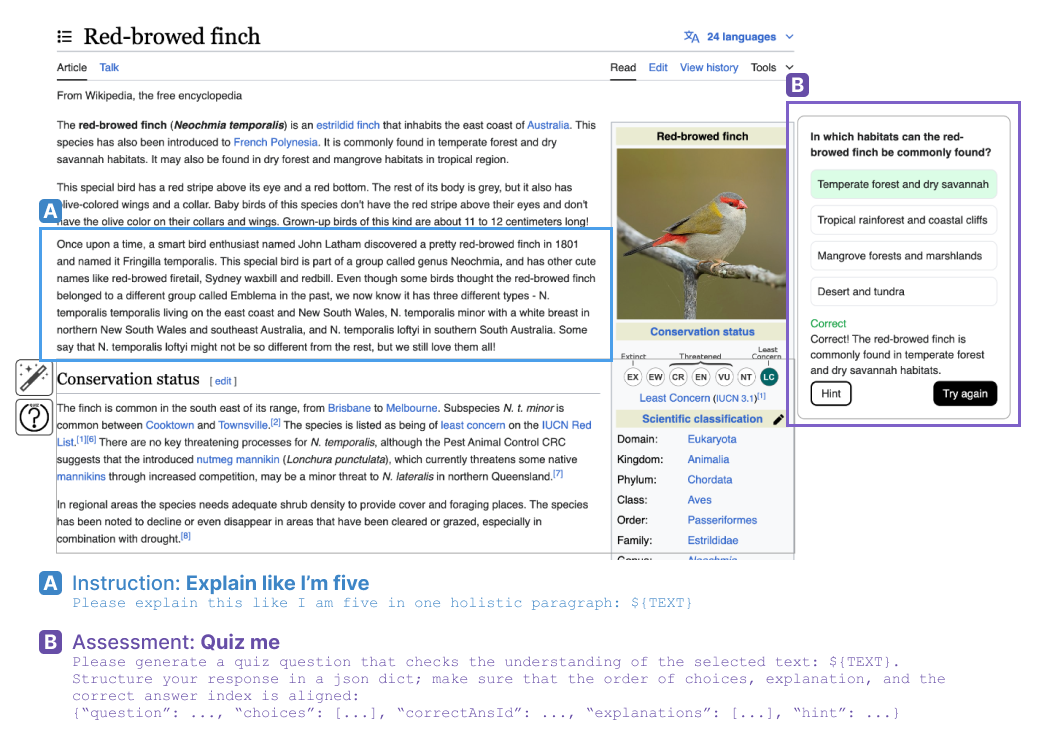 Red-browed finch
24 languages
Article Talk
Read Edit View history Tools
B
From Wikipedia, the free encyclopedia
The red-browed finch (Neochmia temporalis) is an estrildid finch that inhabits the east coast of Australia. This
species has also been introduced to French Polynesia. It is commonly found in temperate forest and dry
savannah habitats. It may also be found in dry forest and mangrove habitats in tropical region.
This special bird has a red stripe above its eye and a red bottom. The rest of its body is grey, but it also has
olive-colored wings and a collar. Baby birds of this species don't have the red stripe above their eyes and don't
have the olive color on their collars and wings. Grown-up birds of this kind are about 11 to 12 centimeters long!
A
Once upon a time, a smart bird enthusiast named John Latham discovered a pretty red-browed finch in 1801
and named it Fringilla temporalis. This special bird is part of a group called genus Neochmia, and has other cute
names like red-browed firetail, Sydney waxbill and redbill. Even though some birds thought the red-browed finch
belonged to a different group called Emblema in the past, we now know it has three different types - N.
temporalis temporalis living on the east coast and New South Wales, N. temporalis minor with a white breast in
northern New South Wales and southeast Australia, and N. temporalis loftyi in southern South Australia. Some
say that N. temporalis loftyi might not be so different from the rest, but we still love them all!
Conservation status [ edit ]
The finch is common in the south east of its range, from Brisbane to Melbourne. Subspecies N. t. minor is
common between Cooktown and Townsville.[2] The species is listed as being of least concern on the IUCN Red
List.[1][6] There are no key threatening processes for N. temporalis, although the Pest Animal Control CRC
suggests that the introduced nutmeg mannikin (Lonchura punctulata), which currently threatens some native
mannikins through increased competition, may be a minor threat to N. lateralis in northern Queensland.[7]
In regional areas the species needs adequate shrub density to provide cover and foraging places. The species
has been noted to decline or even disappear in areas that have been cleared or grazed, especially in
combination with drought.[8]
Red-browed finch
Conservation status
Extinct Threatened Least
Concern
EX EW CR EN VU NT LC
Least Concern (IUCN 3.1)[1]
Scientific classification
Domain: Eukaryota
Kingdom: Animalia
Phylum: Chordata
Class: Aves
Order: Passeriformes
Family: Estrildidae
Genus: Neochmia
In which habitats can the red-
browed finch be commonly found?
Temperate forest and dry savannah
Tropical rainforest and coastal cliffs
Mangrove forests and marshlands
Desert and tundra
Correct
Correct! The red-browed finch is
commonly found in temperate forest
and dry savannah habitats.
Hint Try again
A Instruction: Explain like I'm five
Please explain this like I am five in one holistic paragraph: ${TEXT}
B Assessment: Quiz me
Please generate a quiz question that checks the understanding of the selected text: ${TEXT}.
Structure your response in a json dict; make sure that the order of choices, explanation, and the
correct answer index is aligned:
{“question”: ..., “choices”: [...], “correctAnsId”: ..., “explanations”: [...], “hint”: ...}